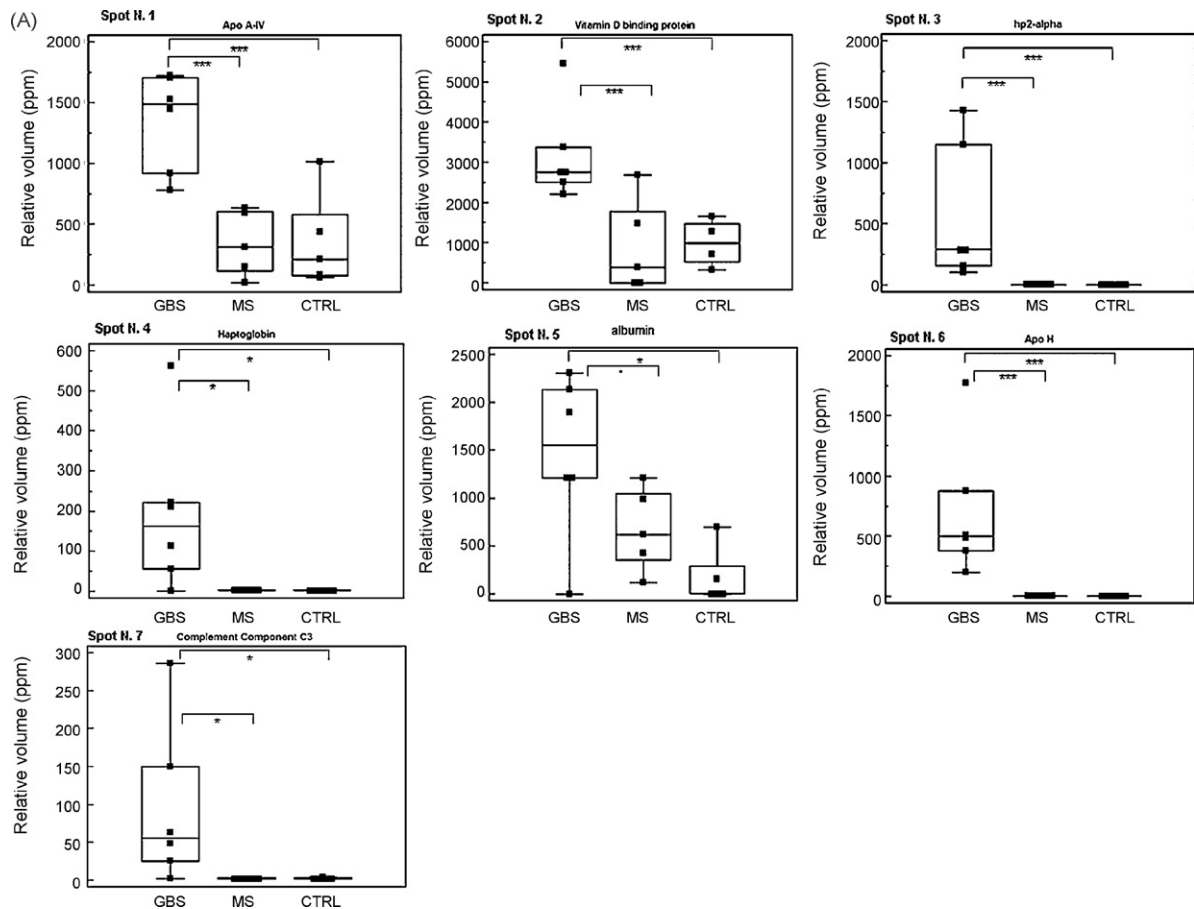 (A)
Spot N. 1
Apo A-IV
Relative volume (ppm)
2000
1500
1000
500
0
***
***
GBS MS CTRL
Spot N. 2
Vitamin D binding protein
Relative volume (ppm)
6000
5000
4000
3000
2000
1000
0
***
***
GBS MS CTRL
Spot N. 3
hp2-alpha
Relative volume (ppm)
2000
1500
1000
500
0
***
***
GBS MS CTRL
Spot N. 4
Haptoglobin
Relative volume (ppm)
600
500
400
300
200
100
0
*
*
GBS MS CTRL
Spot N. 5
albumin
Relative volume (ppm)
2500
2000
1500
1000
500
0
*
GBS MS CTRL
Spot N. 6
Apo H
Relative volume (ppm)
2000
1500
1000
500
0
***
***
GBS MS CTRL
Spot N. 7
Complement Component C3
Relative volume (ppm)
300
250
200
150
100
50
0
*
*
GBS MS CTRL